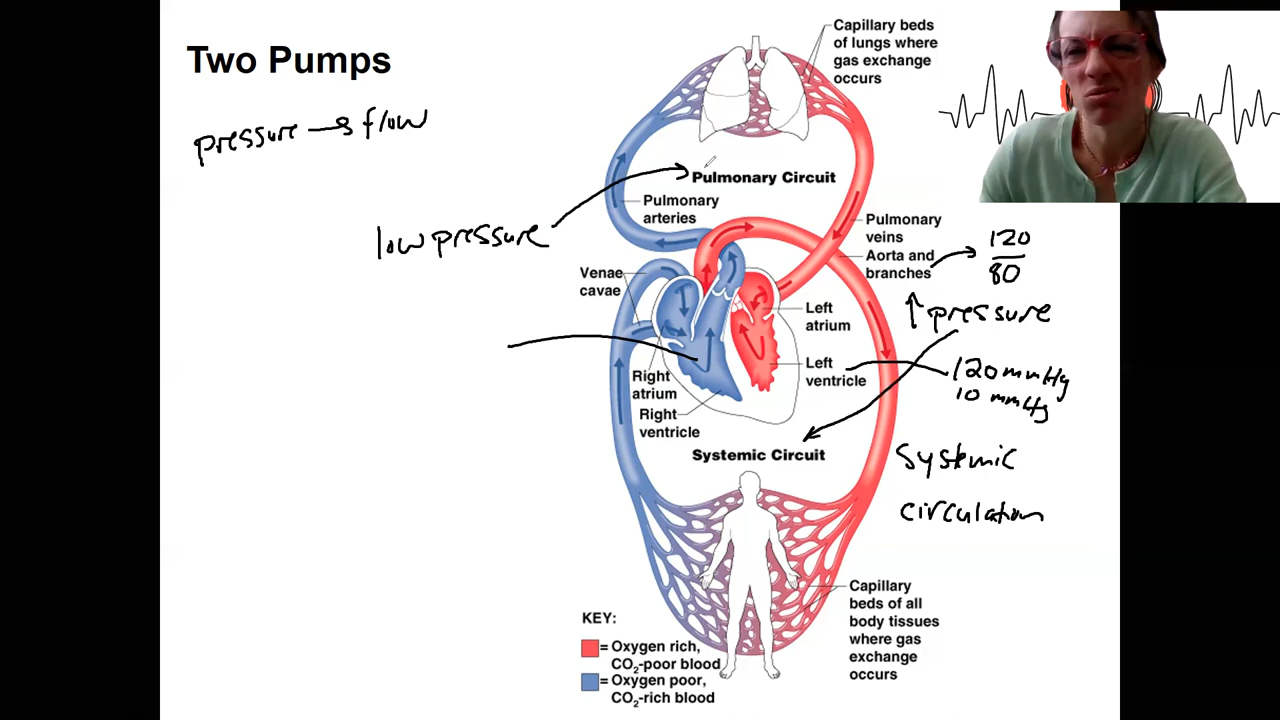 Two Pumps
pressure → flow
low pressure
Capillary beds
of lungs where
gas exchange
occurs
Pulmonary Circuit
Pulmonary
arteries
Pulmonary
veins
Aorta and
branches
120
80
Venae
cavae
Left
atrium
↑pressure
Left
ventricle
120mmHg
10 mmHg
Right
atrium
Right
ventricle
Systemic Circuit
Systemic
circulation
Capillary
beds of all
body tissues
where gas
exchange
occurs
KEY:
= Oxygen rich,
CO₂-poor blood
= Oxygen poor,
CO₂-rich blood